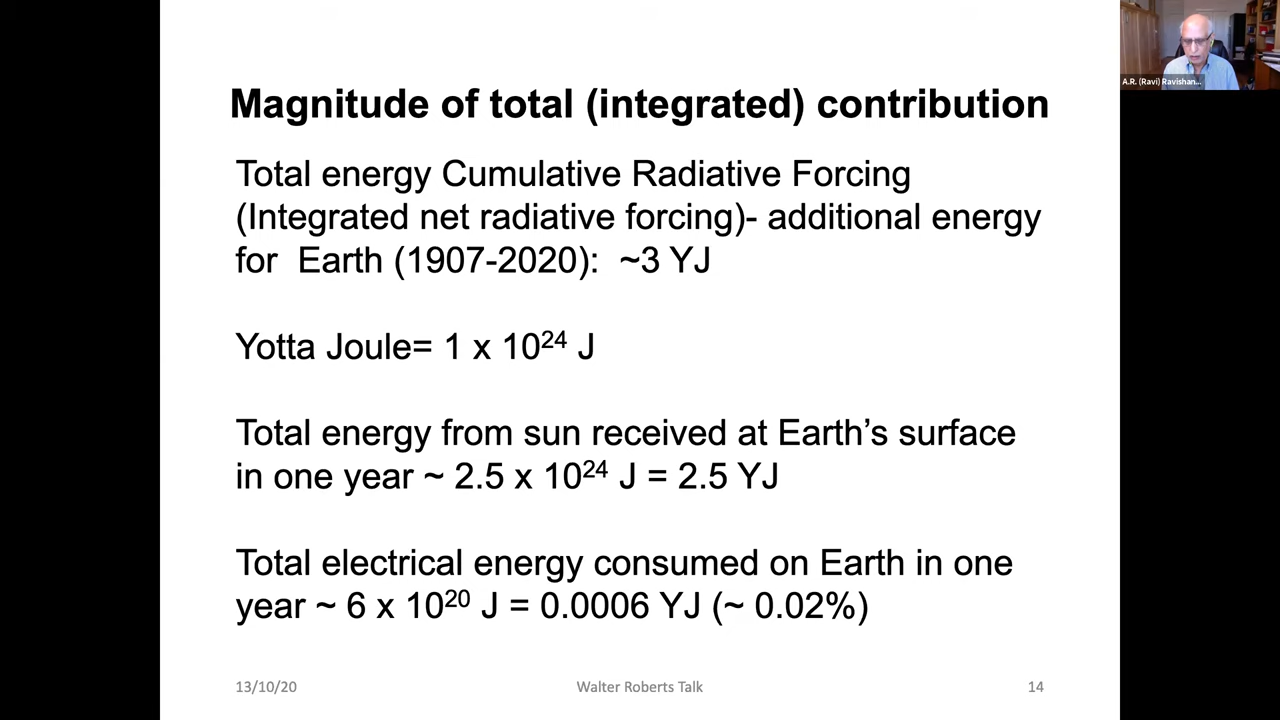 Magnitude of total (integrated) contribution
Total energy Cumulative Radiative Forcing
(Integrated net radiative forcing)- additional energy
for Earth (1907-2020): ~3 YJ
Yotta Joule= 1 x 10²⁴ J
Total energy from sun received at Earth’s surface
in one year ~ 2.5 x 10²⁴ J = 2.5 YJ
Total electrical energy consumed on Earth in one
year ~ 6 x 10²⁰ J = 0.0006 YJ (~ 0.02%)
13/10/20 Walter Roberts Talk 14
A.R. (Ravi) Ravishan...